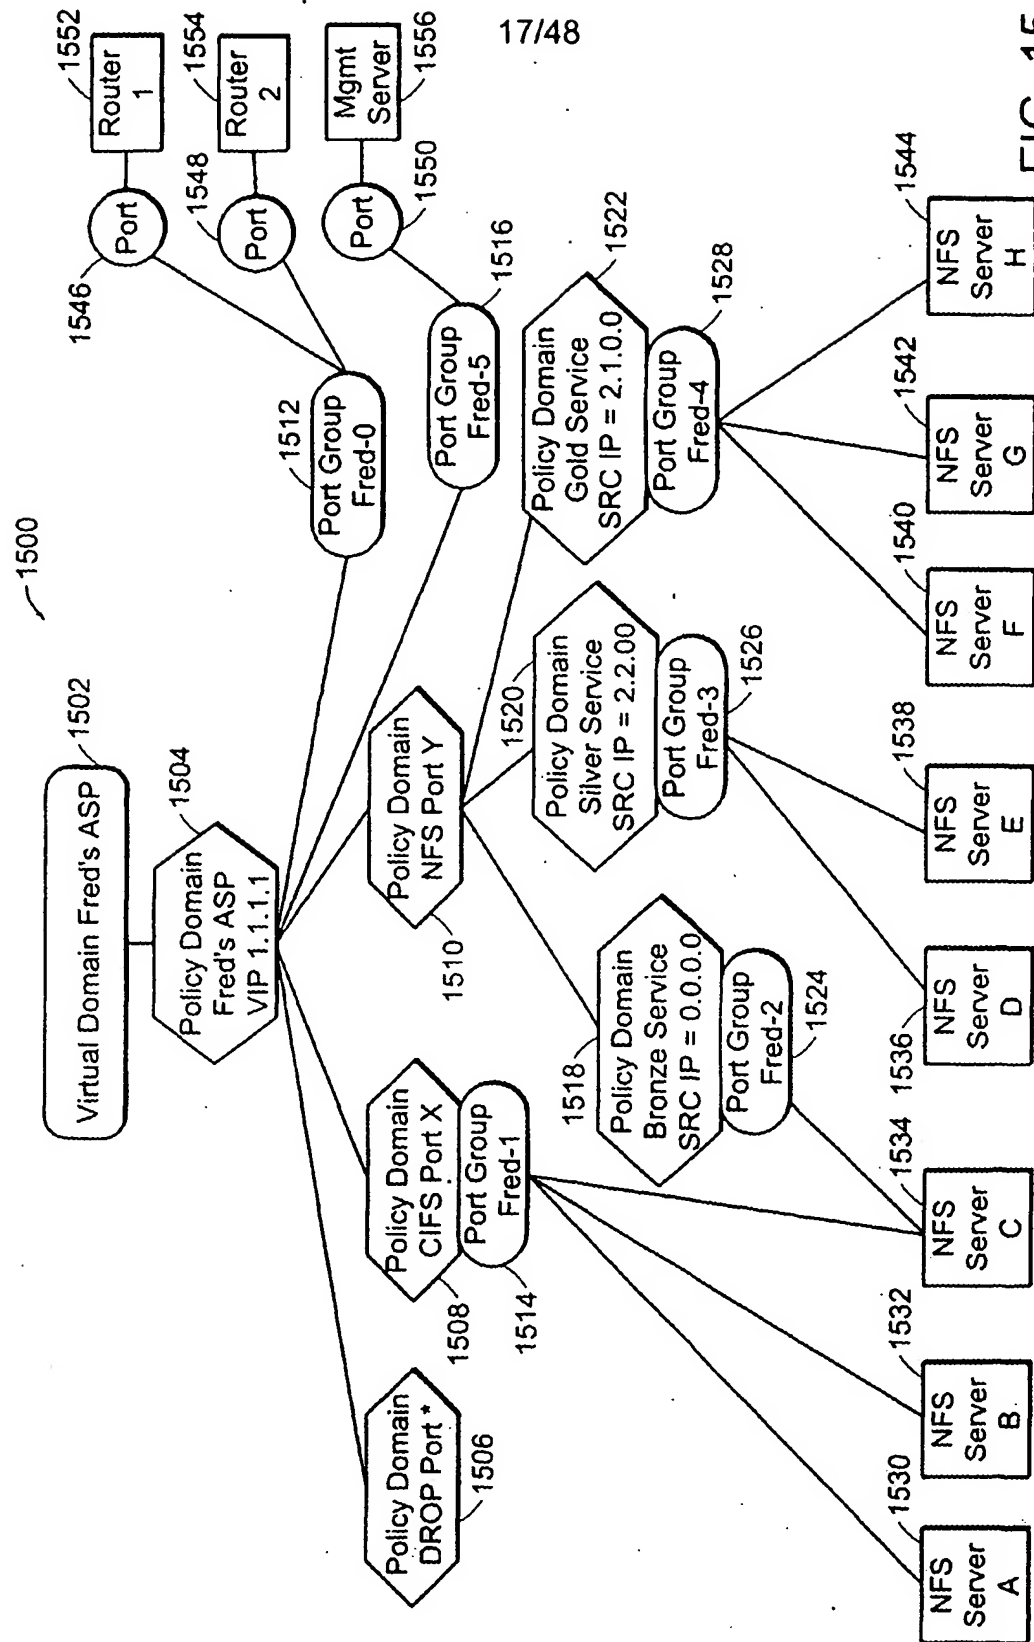 17/48
1500
Virtual Domain Fred's ASP
1502
Policy Domain
Fred's ASP
VIP 1.1.1.1
1504
Policy Domain
DROP Port *
1506
Policy Domain
CIFS Port X
1508
Port Group
Fred-1
1514
Policy Domain
NFS Port Y
1510
Port Group
Fred-0
1512
Port Group
Fred-5
1516
Port
1546
Port
1548
Port
1550
Router
1
1552
Router
2
1554
Mgmt
Server
1556
Policy Domain
Bronze Service
SRC IP = 0.0.0.0
1518
Port Group
Fred-2
1524
Policy Domain
Silver Service
SRC IP = 2.2.00
1520
Port Group
Fred-3
1526
Policy Domain
Gold Service
SRC IP = 2.1.0.0
1522
Port Group
Fred-4
1528
NFS
Server
A
1530
NFS
Server
B
1532
NFS
Server
C
1534
NFS
Server
D
1536
NFS
Server
E
1538
NFS
Server
F
1540
NFS
Server
G
1542
NFS
Server
H
1544
FIG. 15